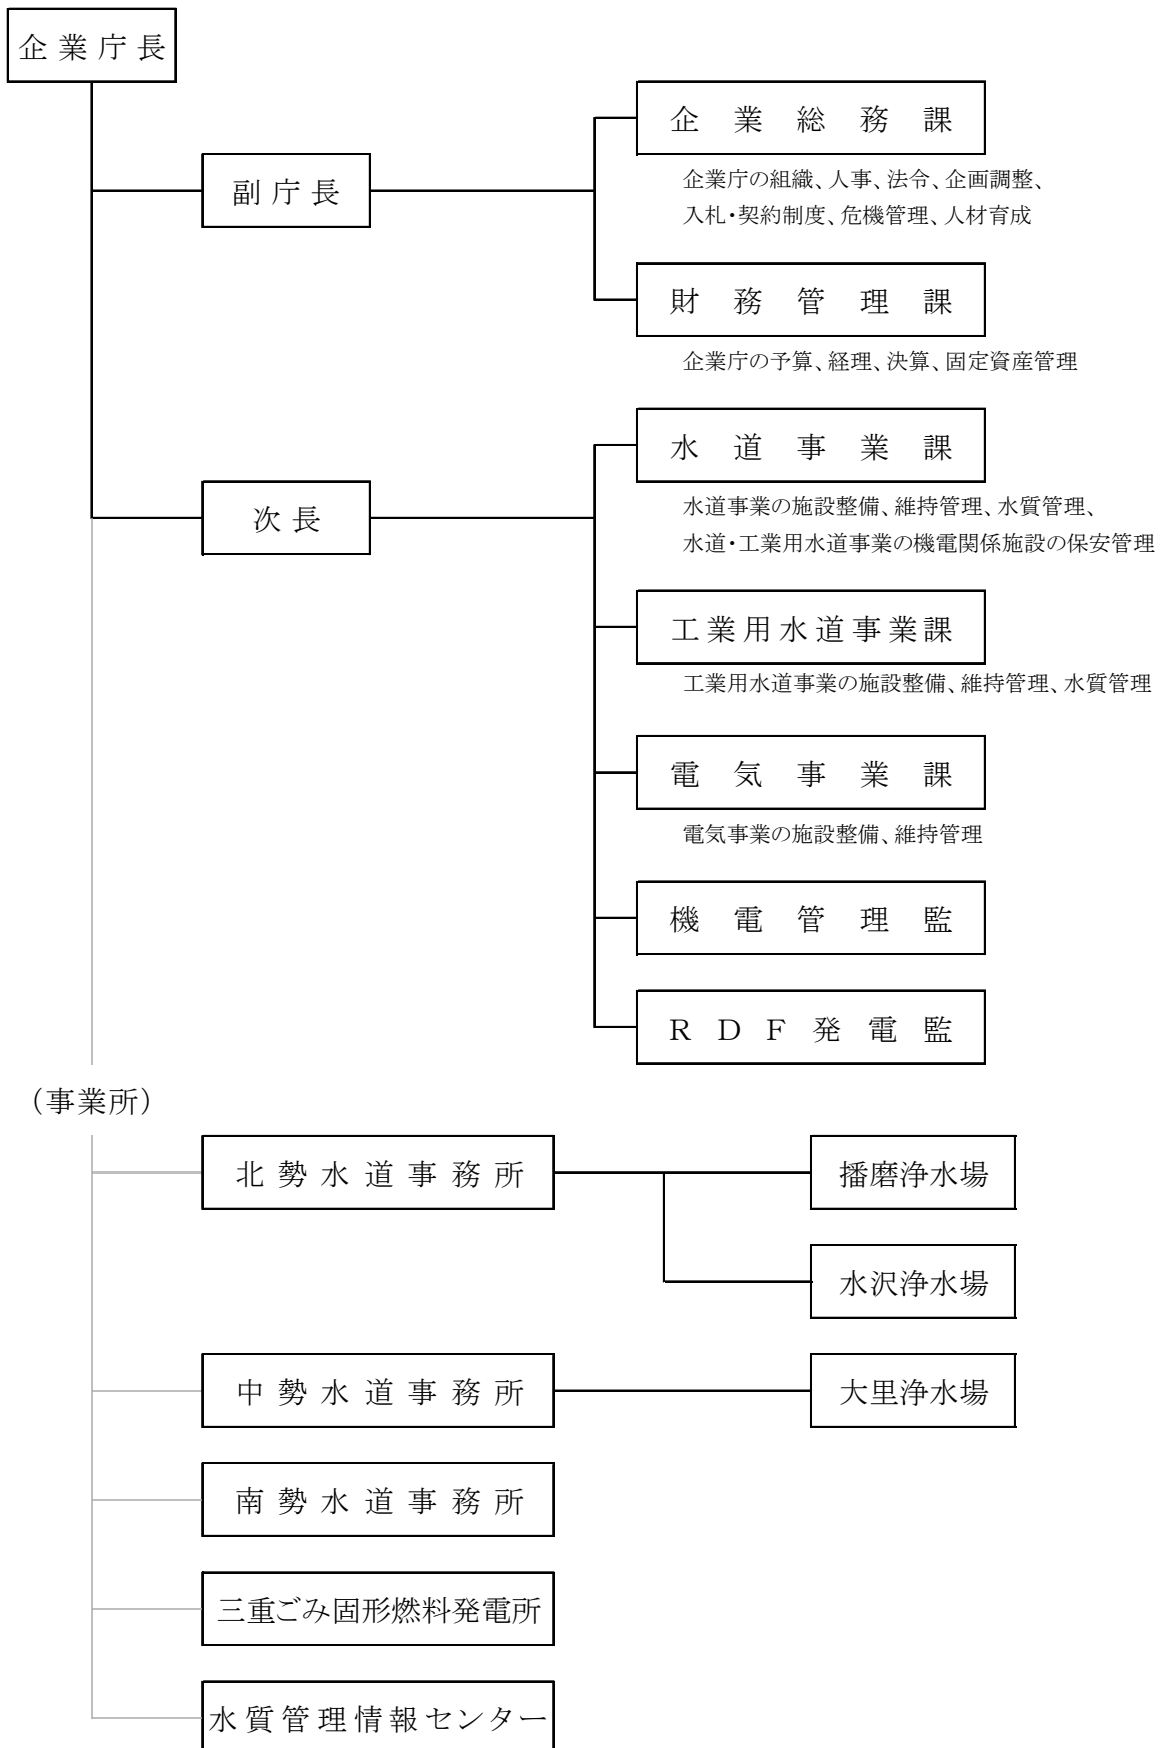 企業庁長
企業総務課
副庁長
企業庁の組織、人事、法令、企画調整、
入札・契約制度、危機管理、人材育成
財務管理課
企業庁の予算、経理、決算、固定資産管理
水道事業課
次長
水道事業の施設整備、維持管理、水質管理、
水道・工業用水道事業の機電関係施設の保安管理
工業用水道事業課
工業用水道事業の施設整備、維持管理、水質管理
電気事業課
電気事業の施設整備、維持管理
機電管理監
RDF発電監
（事業所）
北勢水道事務所
播磨浄水場
水沢浄水場
中勢水道事務所
大里浄水場
南勢水道事務所
三重ごみ固形燃料発電所
水質管理情報センター